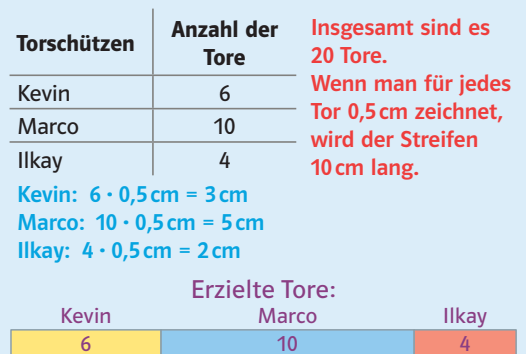 Torschützen Anzahl der Tore
Kevin 6
Marco 10
Ilkay 4
Insgesamt sind es
20 Tore.
Wenn man für jedes
Tor 0,5 cm zeichnet,
wird der Streifen
10 cm lang.
Kevin: 6 · 0,5 cm = 3 cm
Marco: 10 · 0,5 cm = 5 cm
Ilkay: 4 · 0,5 cm = 2 cm
Erzielte Tore:
Kevin Marco Ilkay
6 10 4